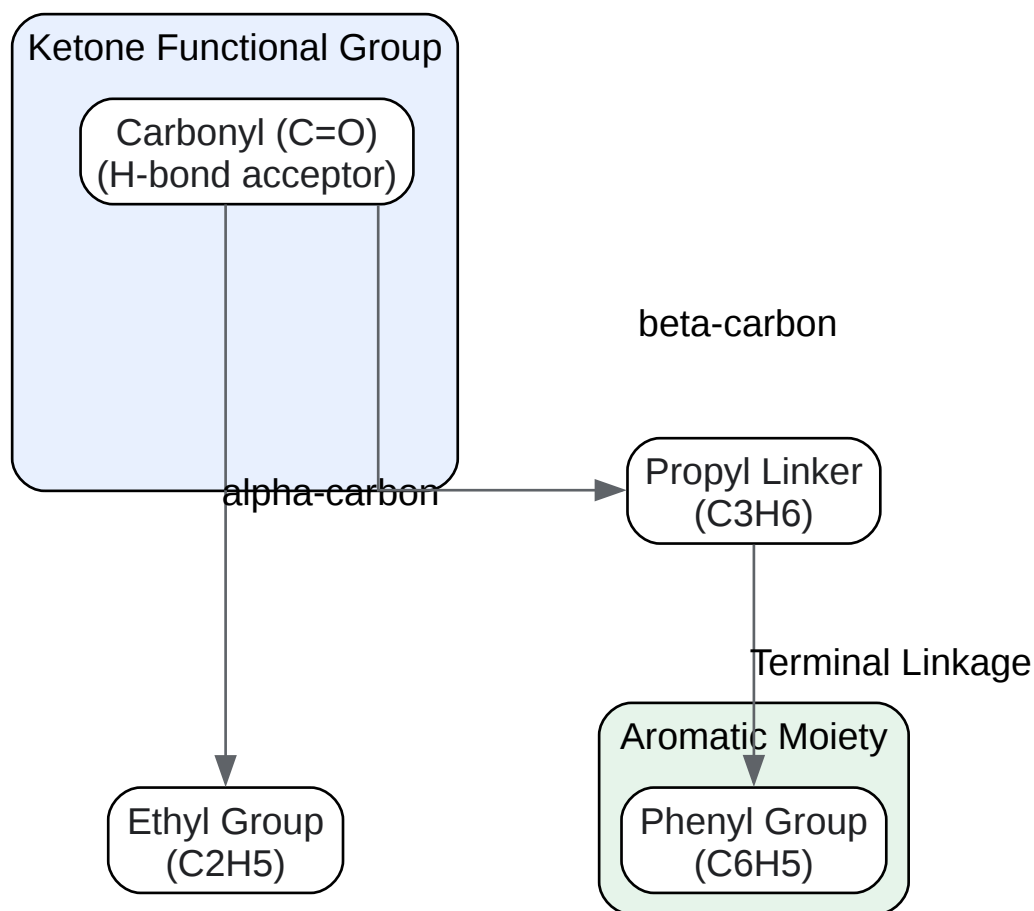 Ketone Functional Group
Carbonyl (C=O)
(H-bond acceptor)
beta-carbon
alpha-carbon
Propyl Linker
(C3H6)
Terminal Linkage
Aromatic Moiety
Ethyl Group
(C2H5)
Phenyl Group
(C6H5)